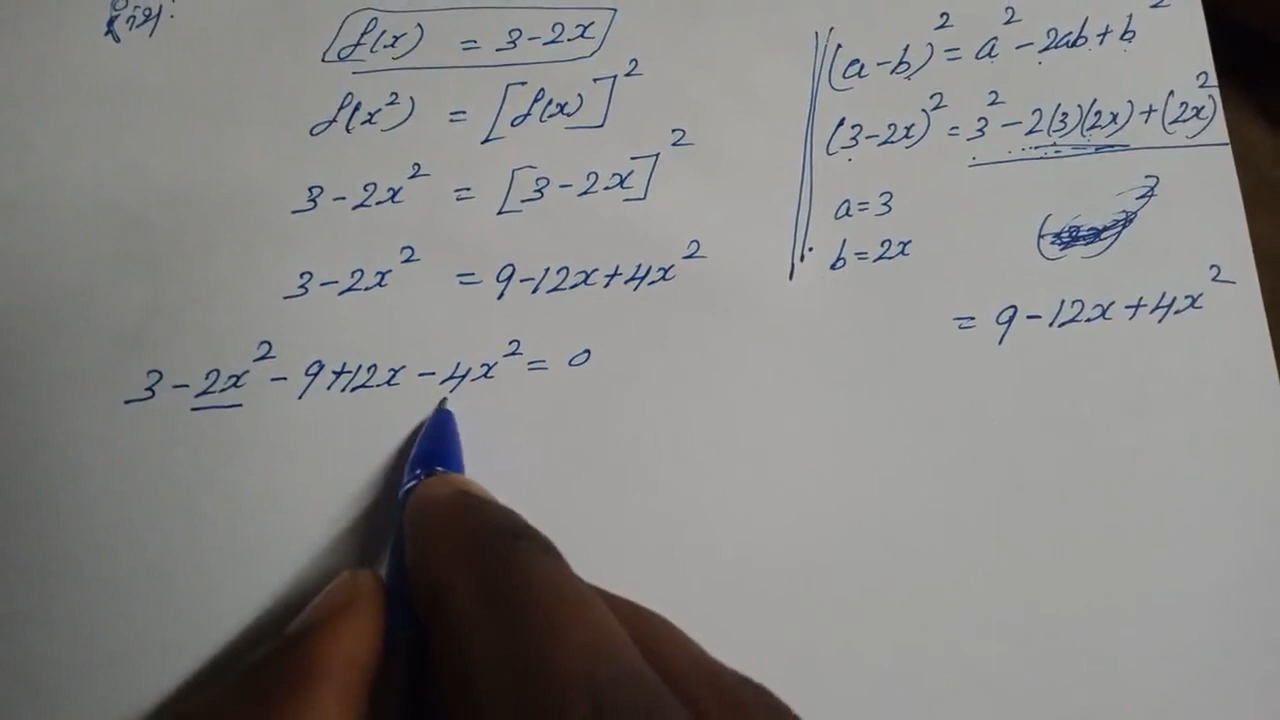 f(x) = 3-2x
f(x²) = [f(x)]²
3-2x² = [3-2x]²
3-2x² = 9-12x+4x²
3-2x²-9+12x-4x² = 0
(a-b)² = a²-2ab+b²
(3-2x)² = 3²-2(3)(2x)+(2x)²
a=3
b=2x
= 9-12x+4x²